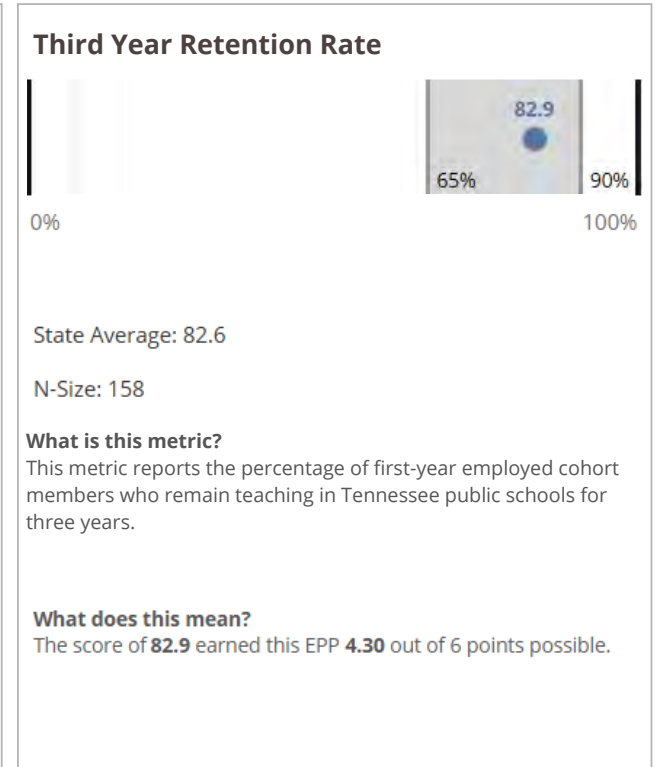 Third Year Retention Rate
82.9
65%
90%
0%
100%
State Average: 82.6
N-Size: 158
What is this metric?
This metric reports the percentage of first-year employed cohort
members who remain teaching in Tennessee public schools for
three years.
What does this mean?
The score of 82.9 earned this EPP 4.30 out of 6 points possible.